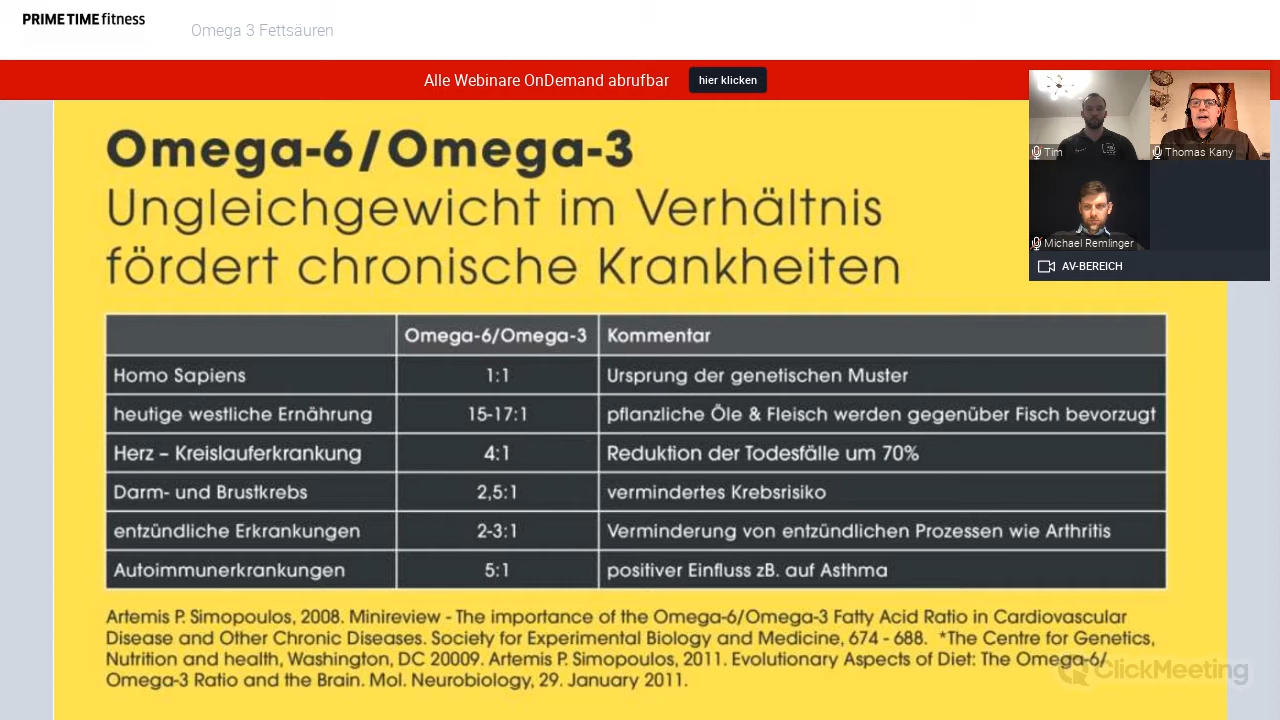 PRIME TIME fitness
Omega 3 Fettsäuren
Alle Webinare OnDemand abrufbar
hier klicken
Tim
Thomas Kany
Michael Remlinger
AV-BEREICH
Omega-6/Omega-3
Ungleichgewicht im Verhältnis
fördert chronische Krankheiten
Omega-6/Omega-3 Kommentar
Homo Sapiens 1:1 Ursprung der genetischen Muster
heutige westliche Ernährung 15-17:1 pflanzliche Öle & Fleisch werden gegenüber Fisch bevorzugt
Herz – Kreislauferkrankung 4:1 Reduktion der Todesfälle um 70%
Darm- und Brustkrebs 2,5:1 vermindertes Krebsrisiko
entzündliche Erkrankungen 2-3:1 Verminderung von entzündlichen Prozessen wie Arthritis
Autoimmunerkrankungen 5:1 positiver Einfluss zB. auf Asthma
Artemis P. Simopoulos, 2008. Minireview - The importance of the Omega-6/Omega-3 Fatty Acid Ratio in Cardiovascular
Disease and Other Chronic Diseases. Society for Experimental Biology and Medicine, 674 - 688. *The Centre for Genetics,
Nutrition and health, Washington, DC 20009. Artemis P. Simopoulos, 2011. Evolutionary Aspects of Diet: The Omega-6/
Omega-3 Ratio and the Brain. Mol. Neurobiology, 29. January 2011.
ClickMeeting